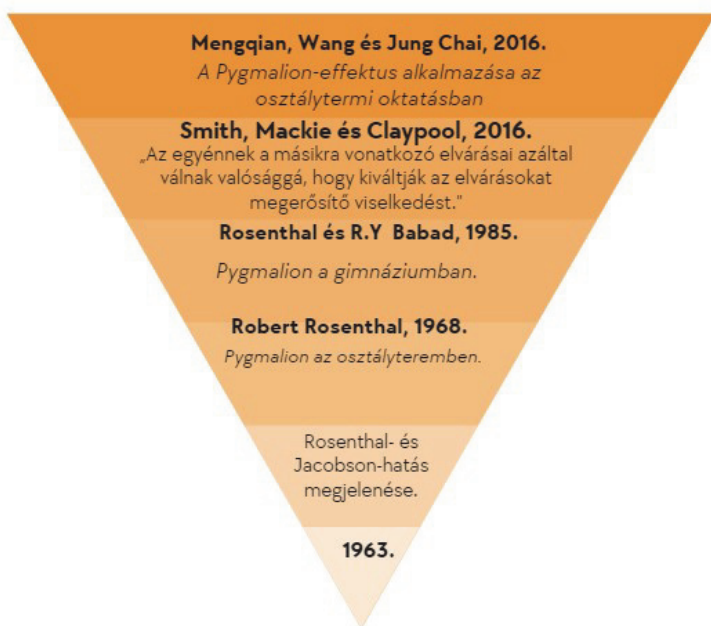 Mengqian, Wang és Jung Chai, 2016.
A Pygmalion-effektus alkalmazása az
osztálytermi oktatásban
Smith, Mackie és Claypool, 2016.
„Az egyénnek a másikra vonatkozó elvárásai azáltal
válnak valósággá, hogy kiváltják az elvárásokat
megerősítő viselkedést."
Rosenthal és R.Y Babad, 1985.
Pygmalion a gimnáziumban.
Robert Rosenthal, 1968.
Pygmalion az osztályteremben.
Rosenthal- és
Jacobson-hatás
megjelenése.
1963.